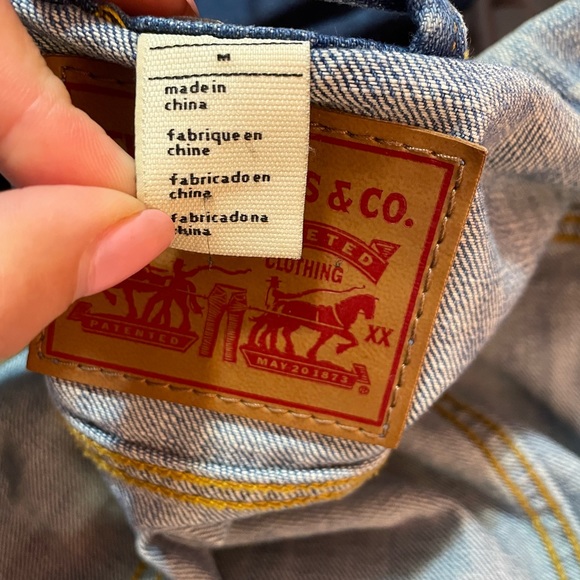 M
made in
china
fabrique en
chine
fabricado en
china
fabricado na
china
S & CO.
CLOTHING
XX
PATENTED
MAY 20 1873
®